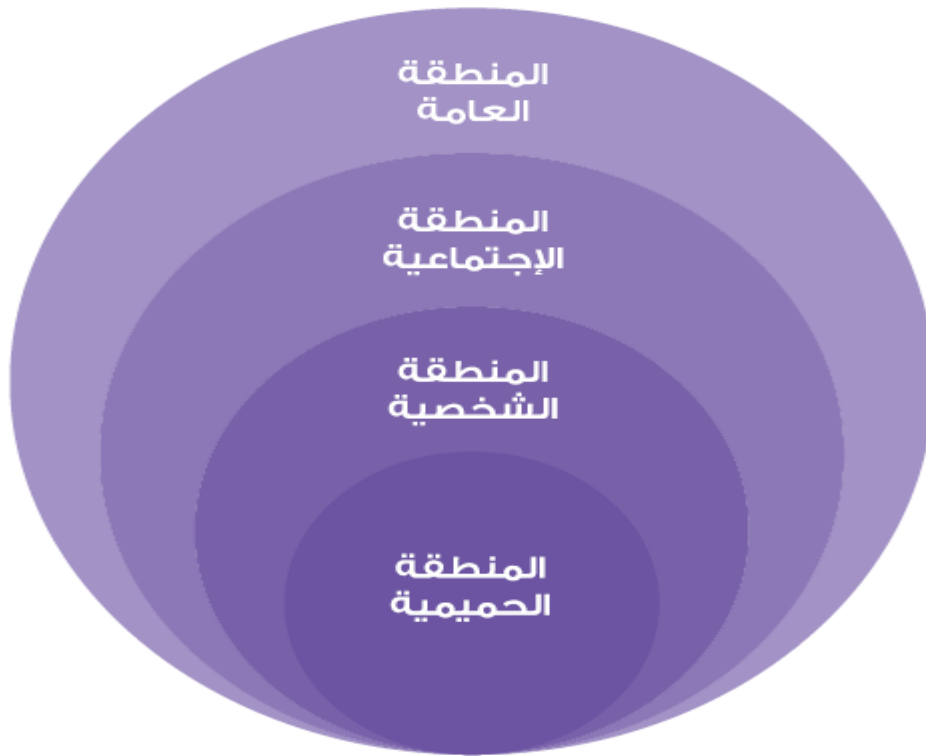 المنطقة
العامة
المنطقة
الإجتماعية
المنطقة
الشخصية
المنطقة
الحميمية